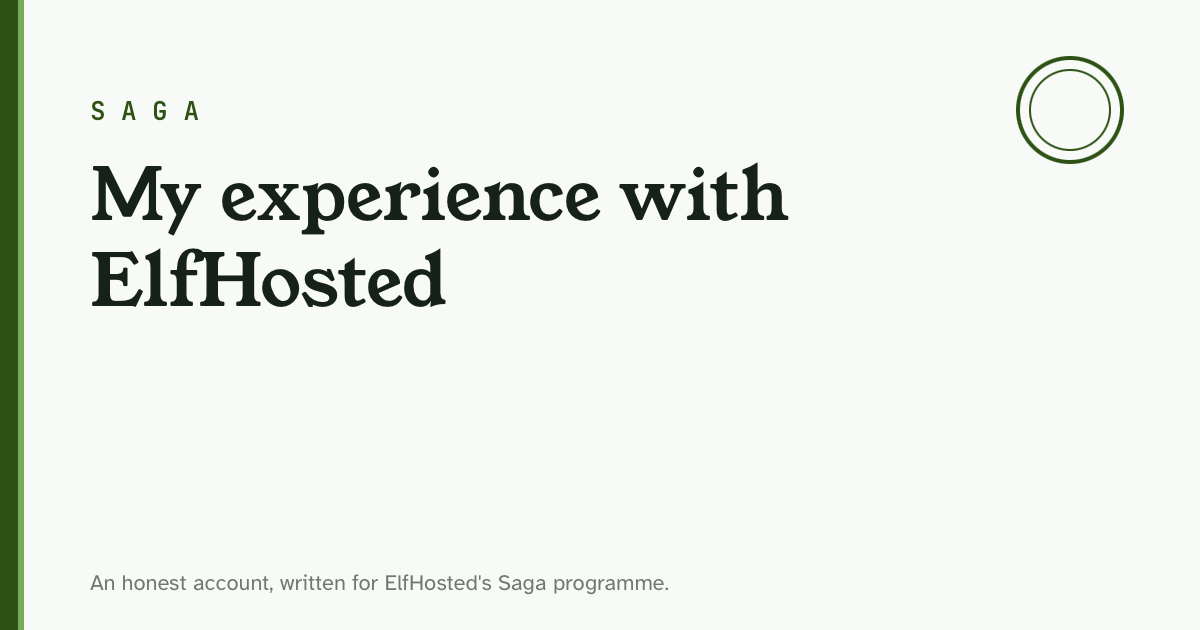 SAGA
My experience with
ElfHosted
An honest account, written for ElfHosted's Saga programme.